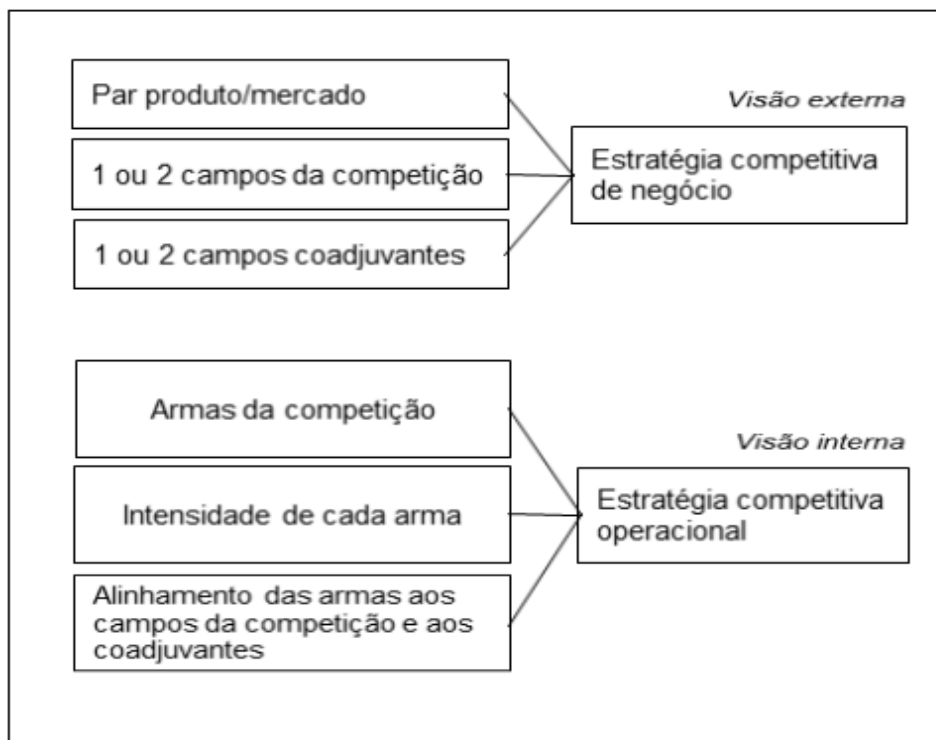 Par produto/mercado
Visão externa
1 ou 2 campos da competição
Estratégia competitiva
de negócio
1 ou 2 campos coadjuvantes
Armas da competição
Visão interna
Intensidade de cada arma
Estratégia competitiva
operacional
Alinhamento das armas aos
campos da competição e aos
coadjuvantes